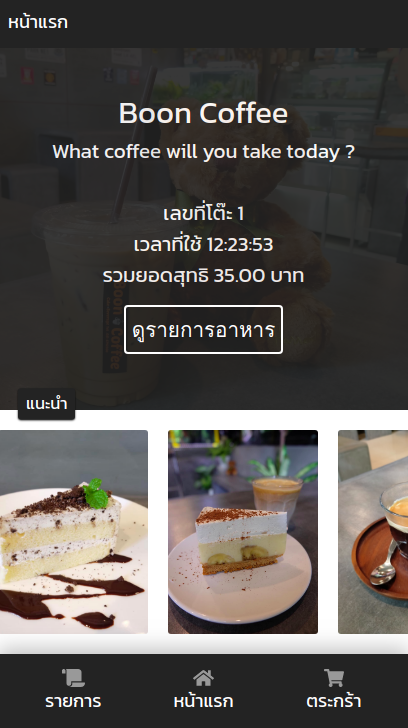 หน้าแรก
Boon Coffee
What coffee will you take today ?
เลขที่โต๊ะ 1
เวลาที่ใช้ 12:23:53
รวมยอดสุทธิ 35.00 บาท
ดูรายการอาหาร
แนะนำ
รายการ
หน้าแรก
ตระกร้า